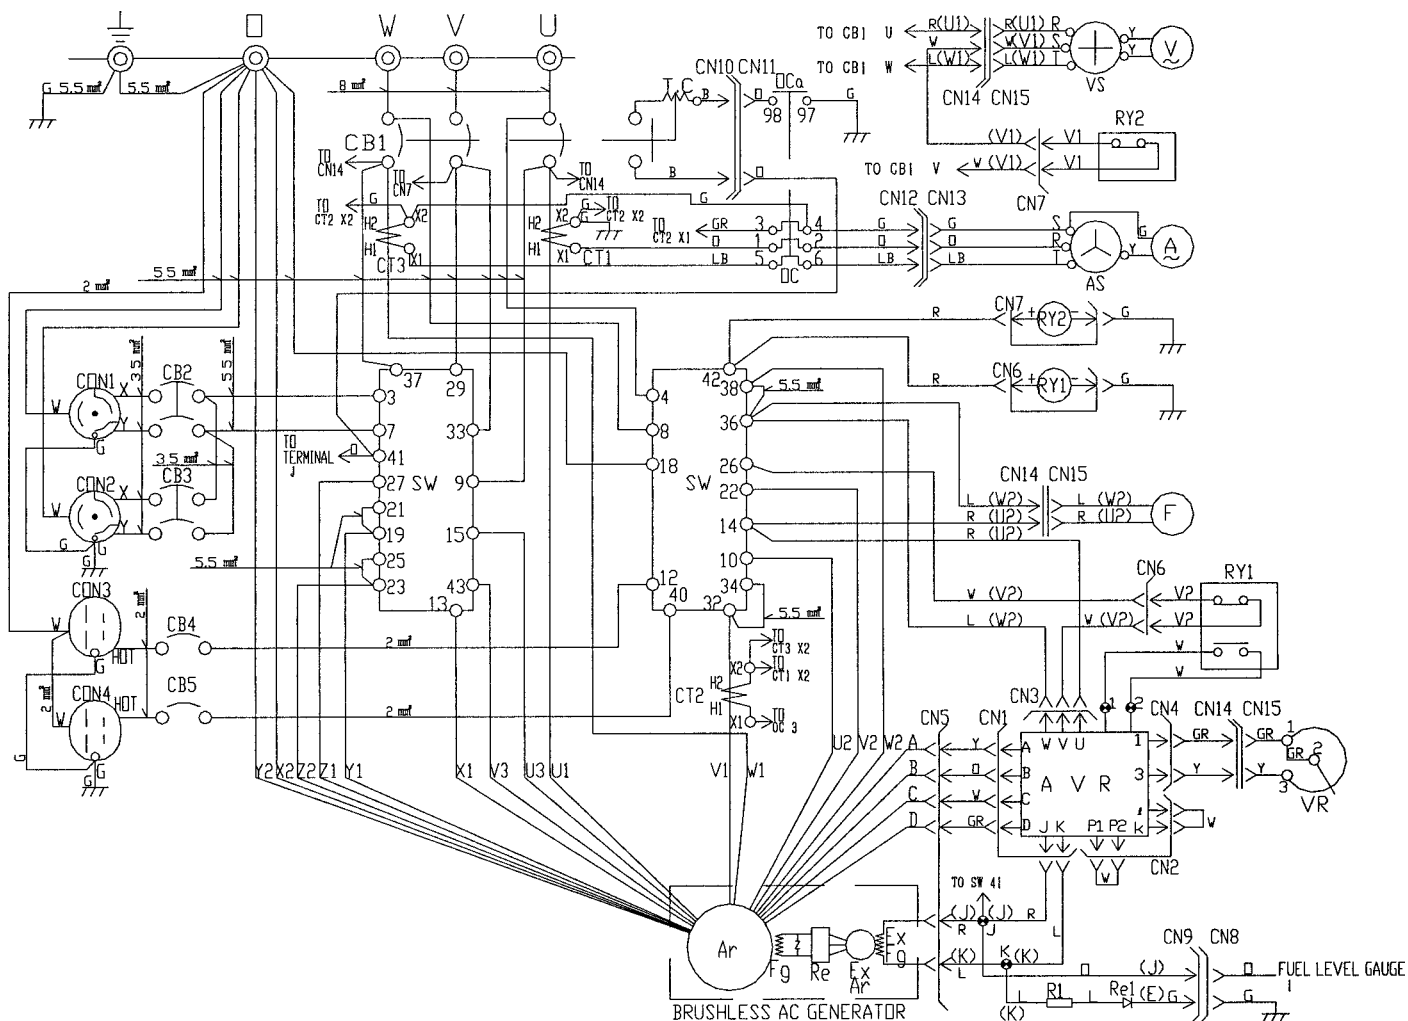 O W V U
R(U1) R(U1) R
TO CB1 U
W W(V1) S
TO CB1 W
L(W1) L(W1) T
Y
Y
V
CN14 CN15
VS
G 5.5 mm² 5.5 mm²
8 mm²
T C
B
CN10 CN11
O
OCa
98 97
G
RY2
(V1) V1
TO CB1 V
W (V1) V1
CN7
CB1
TO CN14
TO CN7
TO CN14
B O
CN12 CN13
TO CT2 X2
G
X2
H2
H1
X1
CT3
X2
G
G
TO CT2 X2
H2
H1
X1
CT1
G
TO CT2 X1
GR 3 4 G G S
O 1 2 O O R
LB 5 6 LB LB T
OC
G
Y
A
AS
5.5 mm²
2 mm²
R
CN7
+ RY2 -
G
R
CN6
+ RY1 -
G
CON1
X
Y
W
G
3.5 mm²
CB2
5.5 mm²
37 29
3
7
33
41
27 SW 9
21
19 15
25
23 43
13
TO TERMINAL J
O
3.5 mm²
CON2
X
Y
W
G
G
G
CB3
5.5 mm²
42
38
5.5 mm²
4
36
8
18
26
SW
22
14
10
12
34
40
32
5.5 mm²
CN14 CN15
L (W2) L (W2)
R (U2) R (U2)
R (U2)
F
CN6
RY1
W (V2) V2
L (W2)
W (V2) V2
W
W
CON3
W
G
HOT
2 mm²
CB4
2 mm²
CON4
2 mm²
W
HOT
G
G
G
CB5
2 mm²
TO CT3 X2
X2
TO CT1 X2
H2
CT2
H1
X1
TO OC 3
CN3
1 2
CN5 CN1
CN4 CN14 CN15
W V U
A V R
A Y A
B O B
C W C
D GR D
J K P1 P2
1 GR GR
3 Y Y
ℓ
k
W
CN2
W
1
GR 2
3
VR
Y2 X2 Z2 Z1 Y1
X1 V3 U3 U1
V1 W1
U2 V2 W2
TO SW 41
(J) (J) R
R J
L
(K) K (K)
L
Ar
Fg
Re
Ex Ar
Ex Fg
BRUSHLESS AC GENERATOR
CN9 CN8
O (J) O
FUEL LEVEL GAUGE I
L R1 L Re1 (E) G G
(K)